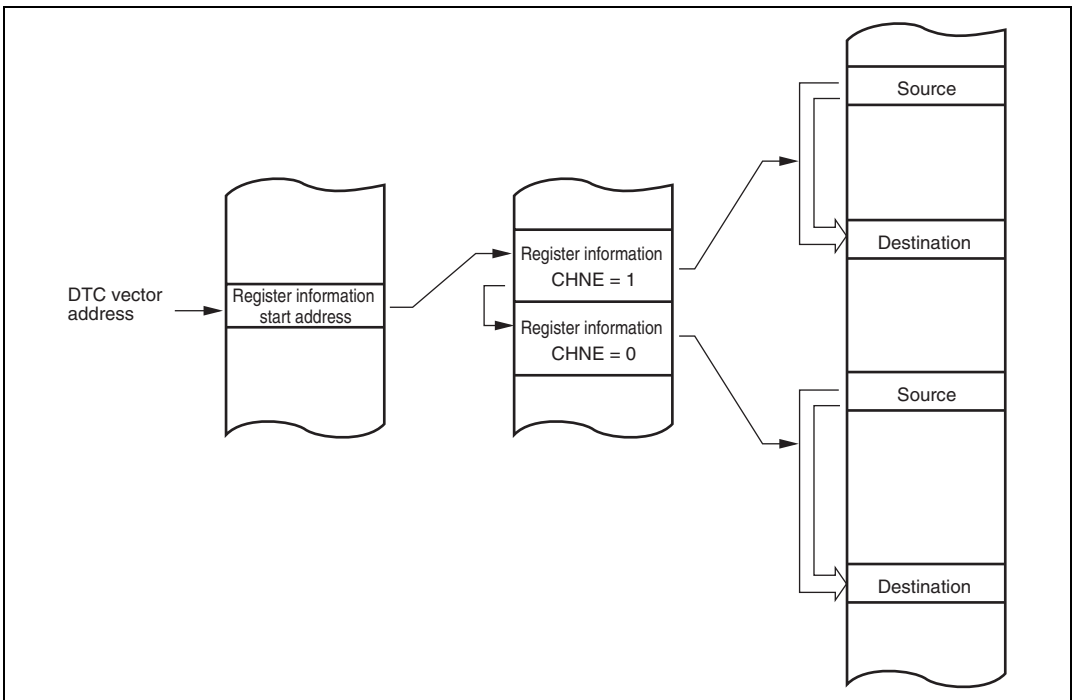 DTC vector
address
Register information
start address
Register information
CHNE = 1
Register information
CHNE = 0
Source
Destination
Source
Destination